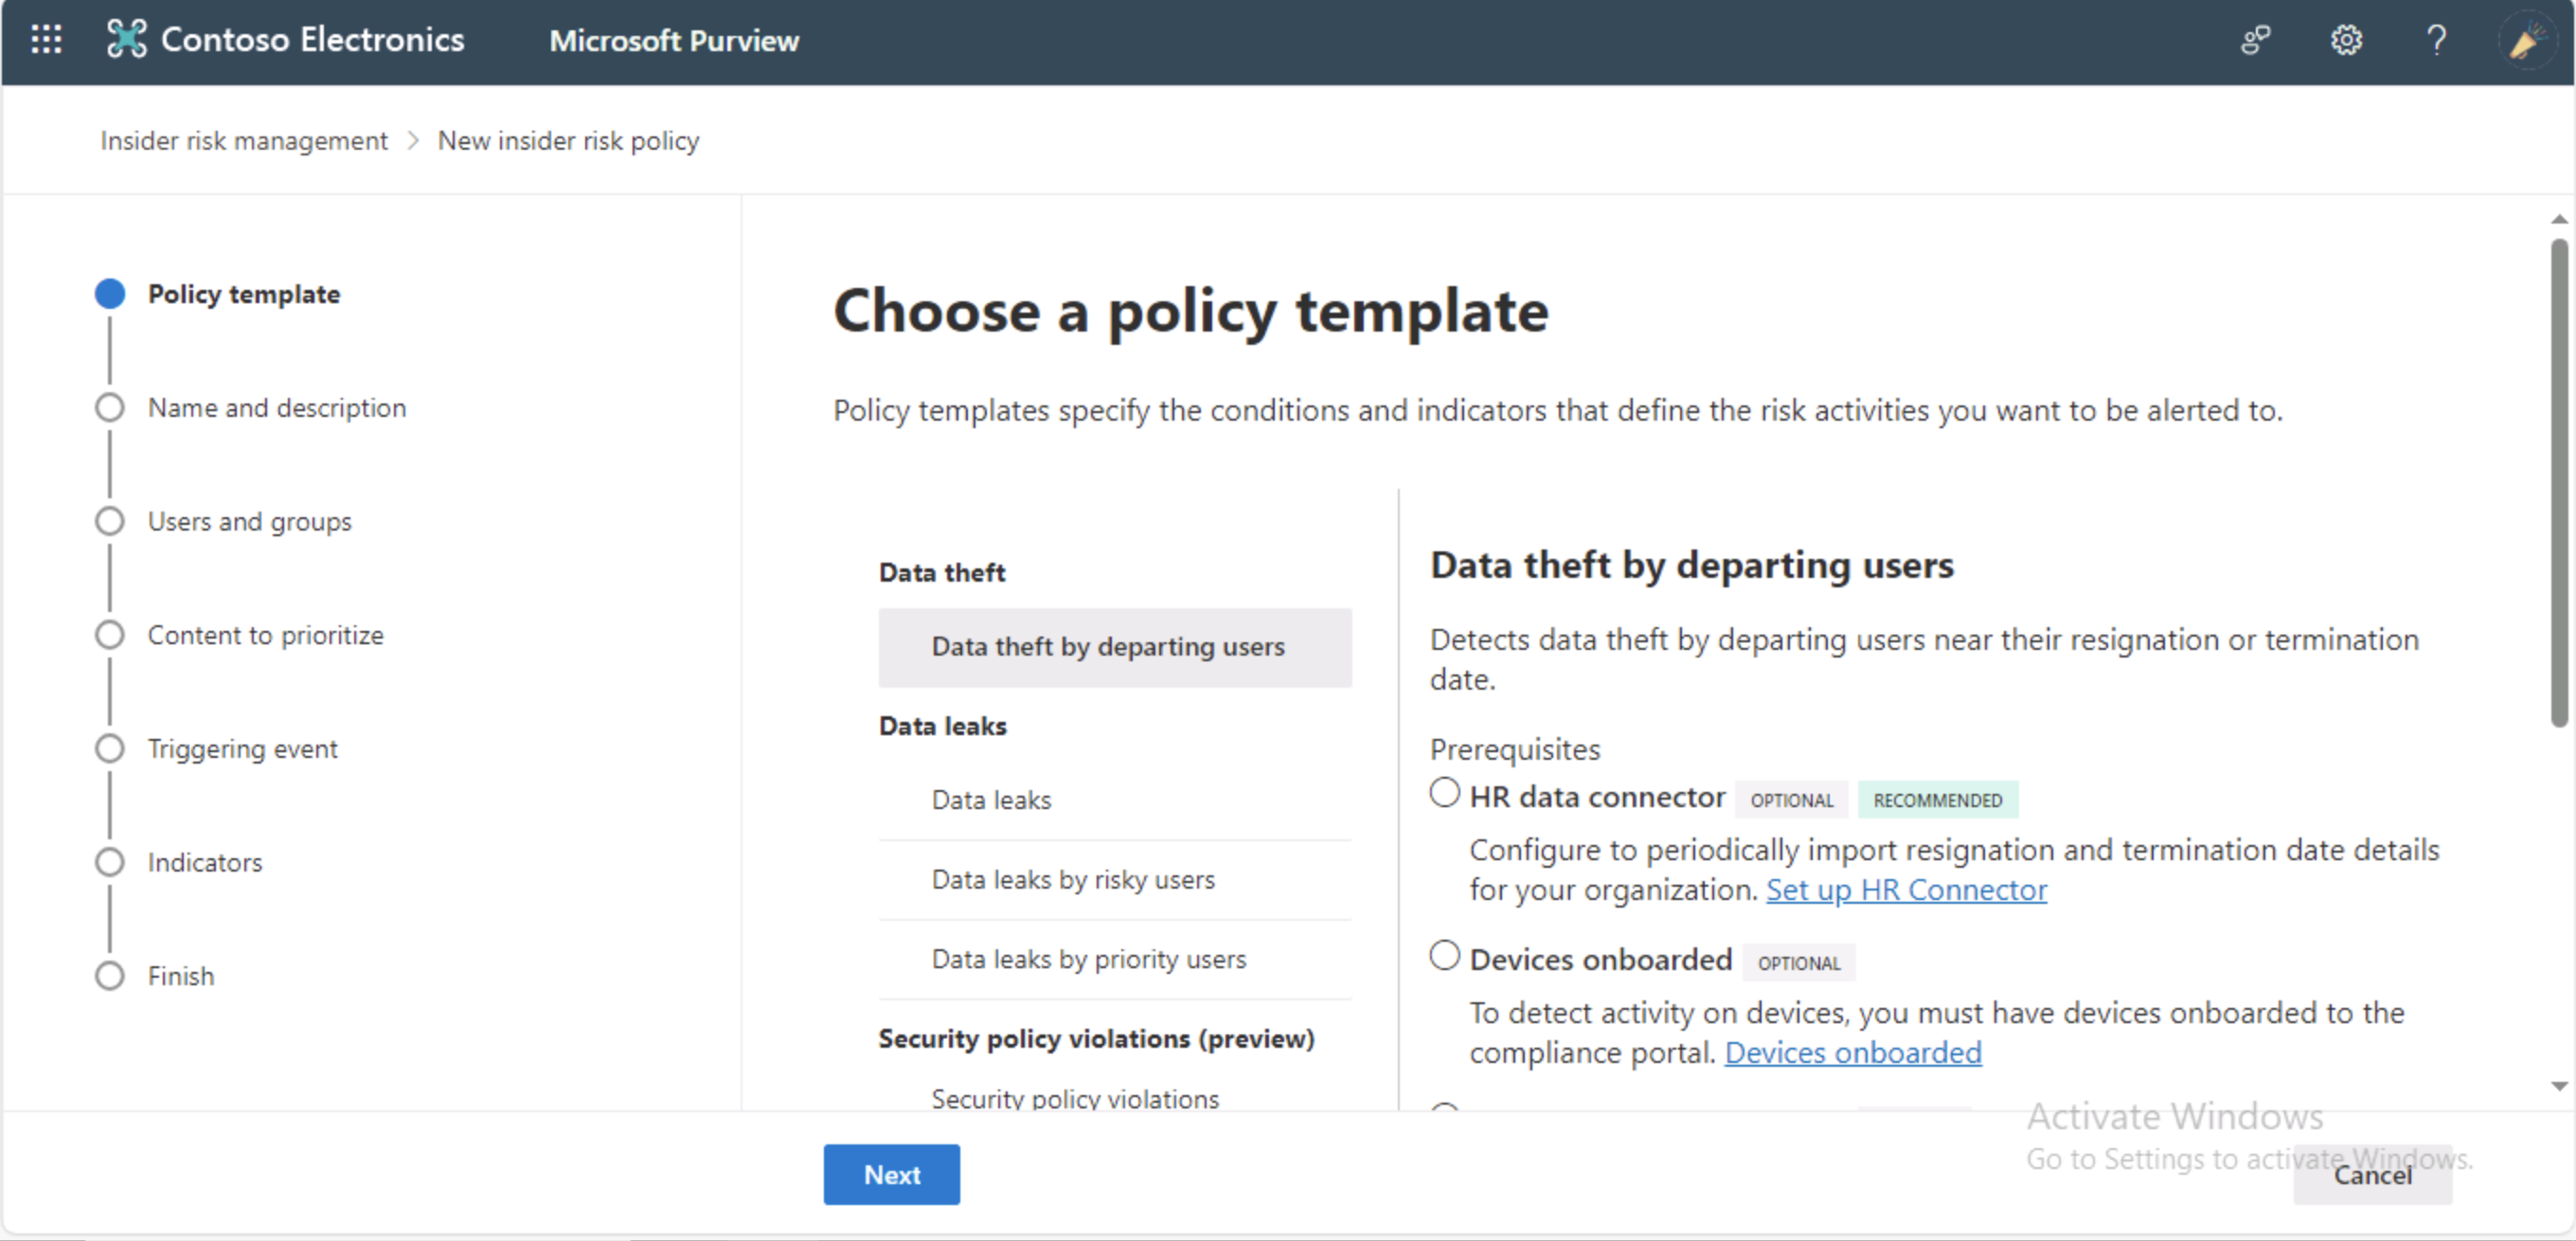 Contoso Electronics
Microsoft Purview
Insider risk management > New insider risk policy
Policy template
Name and description
Users and groups
Content to prioritize
Triggering event
Indicators
Finish
Choose a policy template
Policy templates specify the conditions and indicators that define the risk activities you want to be alerted to.
Data theft
Data theft by departing users
Data leaks
Data leaks
Data leaks by risky users
Data leaks by priority users
Security policy violations (preview)
Security policy violations
Data theft by departing users
Detects data theft by departing users near their resignation or termination
date.
Prerequisites
HR data connector OPTIONAL RECOMMENDED
Configure to periodically import resignation and termination date details
for your organization. Set up HR Connector
Devices onboarded OPTIONAL
To detect activity on devices, you must have devices onboarded to the
compliance portal. Devices onboarded
Activate Windows
Go to Settings to activate Windows.
Next
Cancel